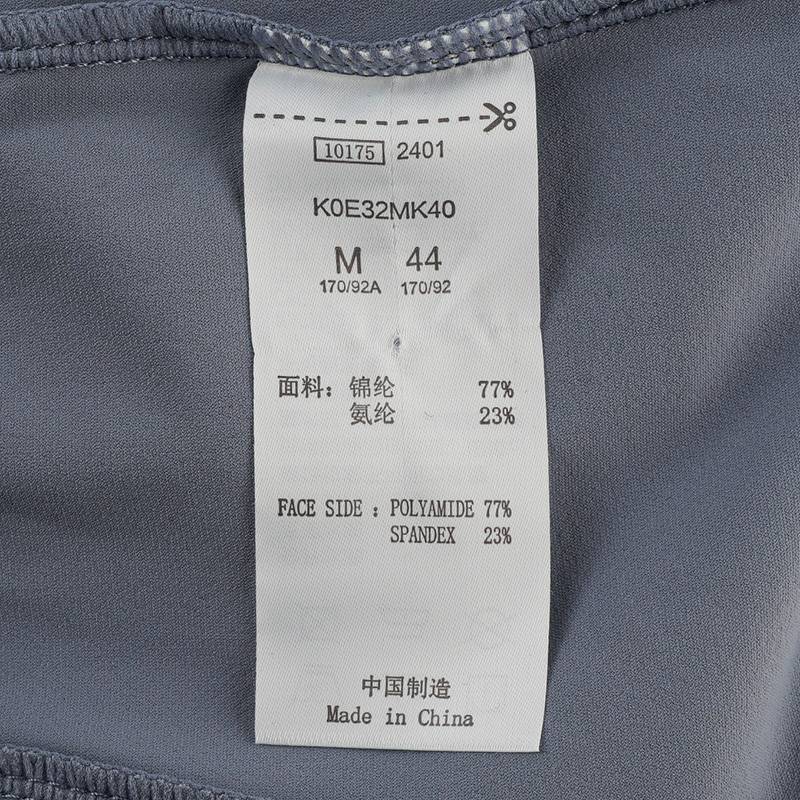 10175 2401
K0E32MK40
M 44
170/92A 170/92
面料：锦纶 77%
氨纶 23%
FACE SIDE : POLYAMIDE 77%
SPANDEX 23%
中国制造
Made in China